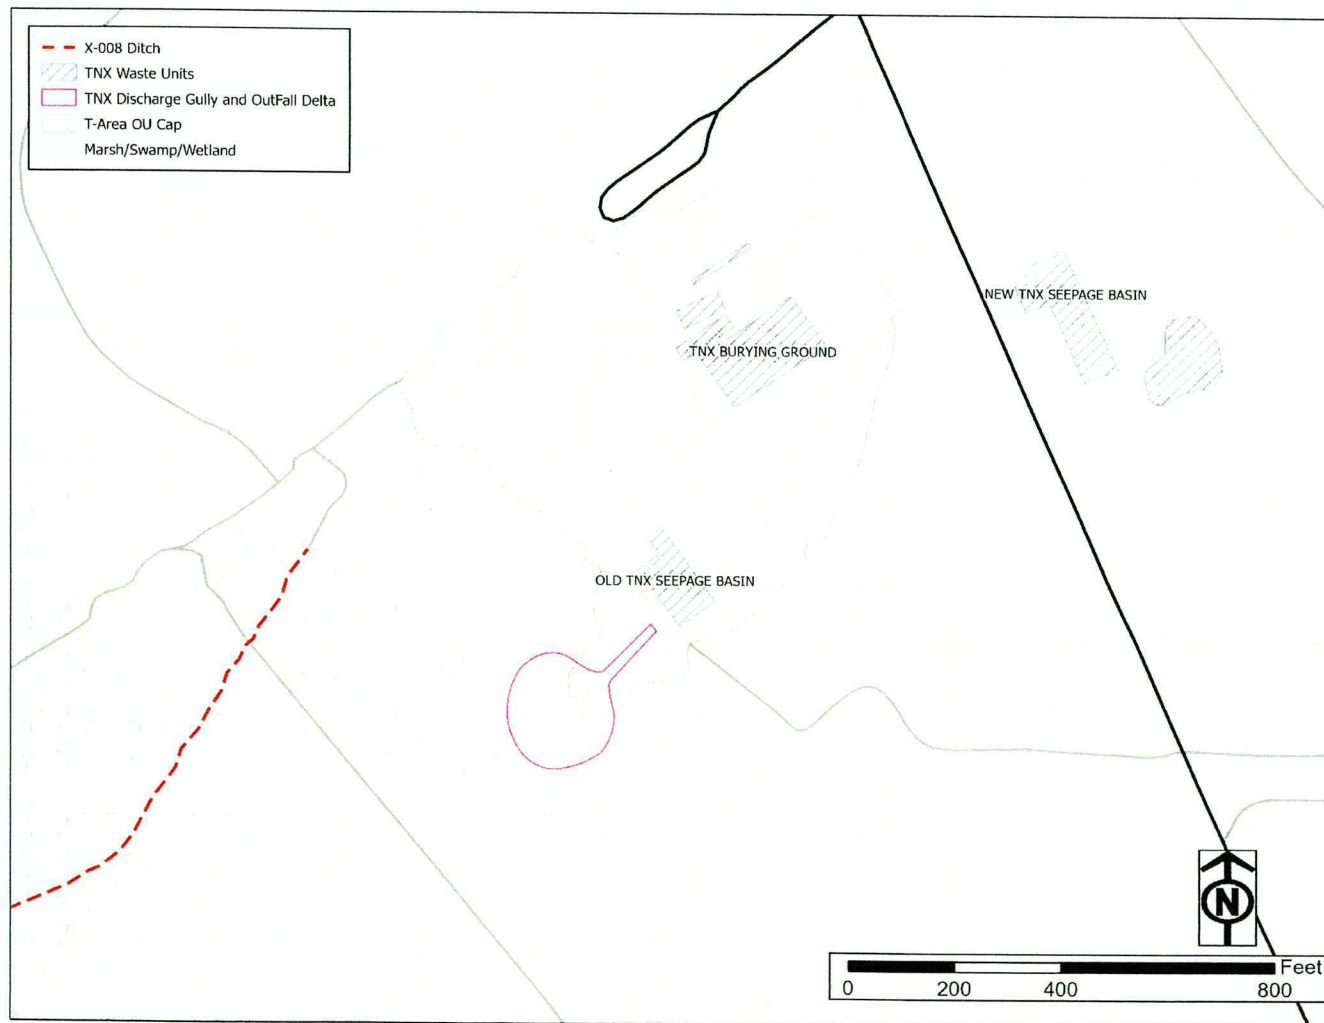 X-008 Ditch
TNX Waste Units
TNX Discharge Gully and OutFall Delta
T-Area OU Cap
Marsh/Swamp/Wetland
NEW TNX SEEPAGE BASIN
TNX BURYING GROUND
OLD TNX SEEPAGE BASIN
N
Feet
0 200 400 800